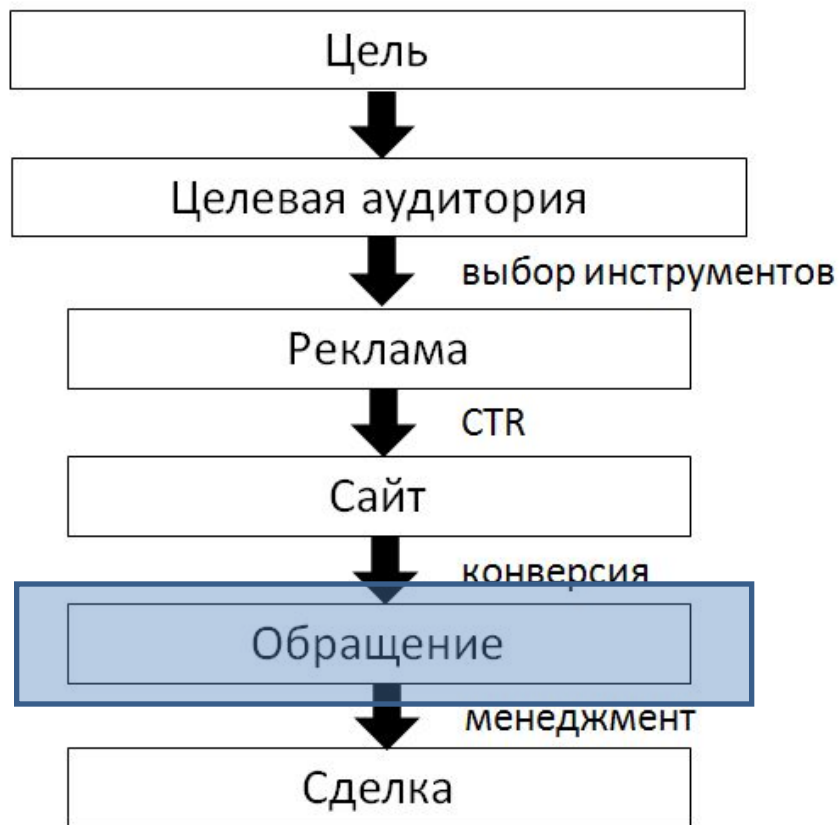 Цель
Целевая аудитория
выбор инструментов
Реклама
CTR
Сайт
конверсия
Обращение
менеджмент
Сделка